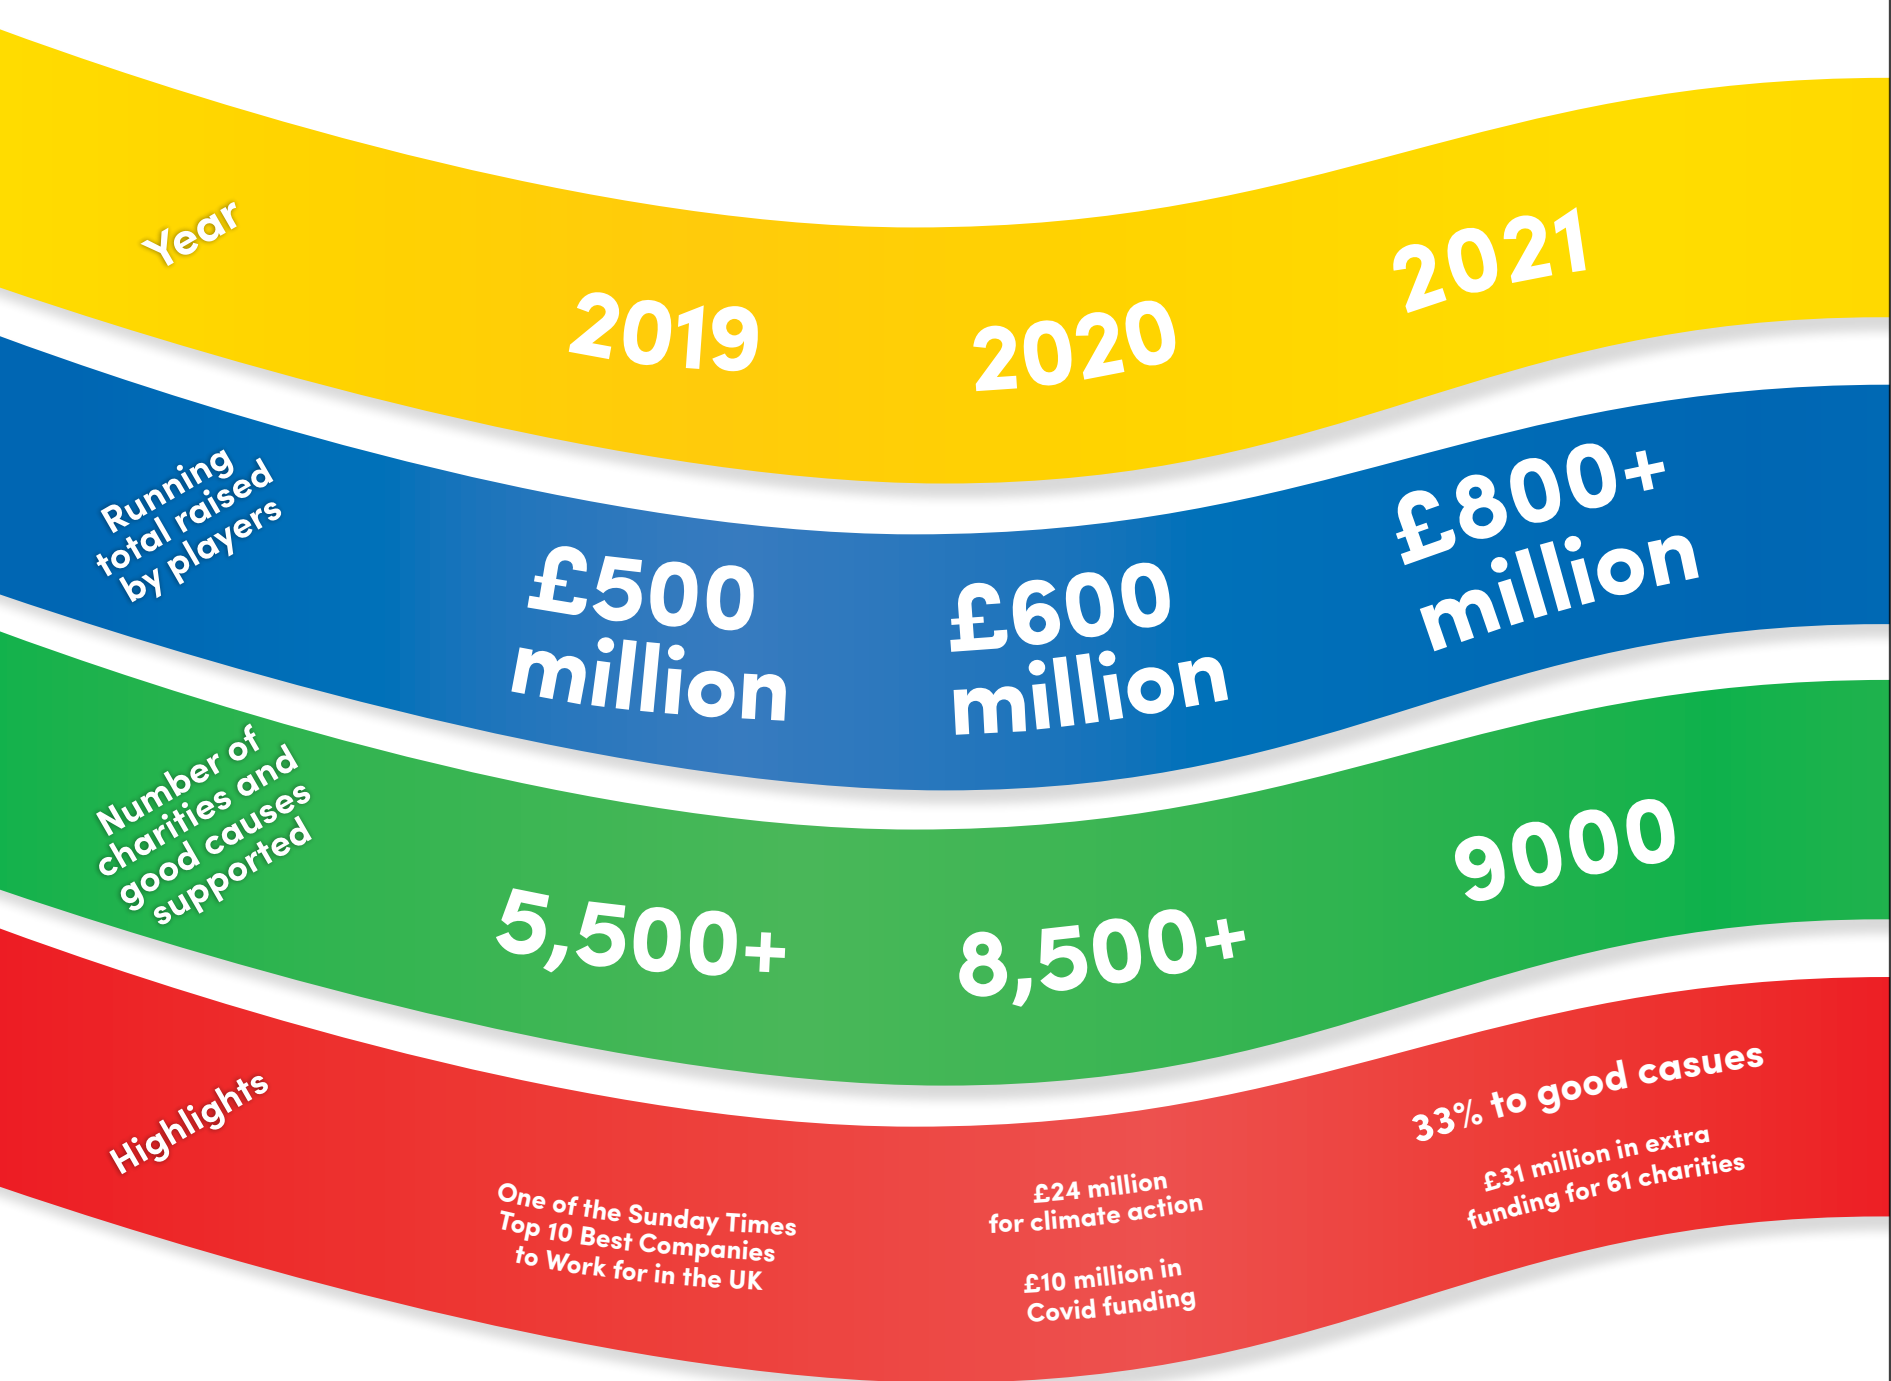 Year
2019
2020
2021
Running
total raised
by players
£500
million
£600
million
£800+
million
Number of
charities and
good causes
supported
5,500+
8,500+
9000
Highlights
One of the Sunday Times
Top 10 Best Companies
to Work for in the UK
£24 million
for climate action
£10 million in
Covid funding
33% to good casues
£31 million in extra
funding for 61 charities